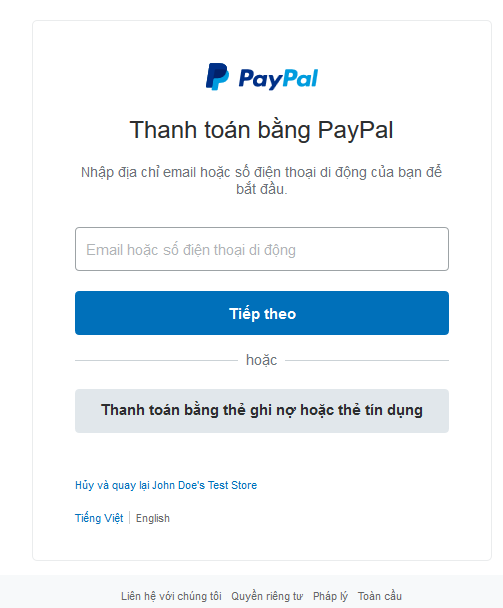 PayPal
Thanh toán bằng PayPal
Nhập địa chỉ email hoặc số điện thoại di động của bạn để
bắt đầu.
Email hoặc số điện thoại di động
Tiếp theo
hoặc
Thanh toán bằng thẻ ghi nợ hoặc thẻ tín dụng
Hủy và quay lại John Doe's Test Store
Tiếng Việt | English
Liên hệ với chúng tôi Quyền riêng tư Pháp lý Toàn cầu